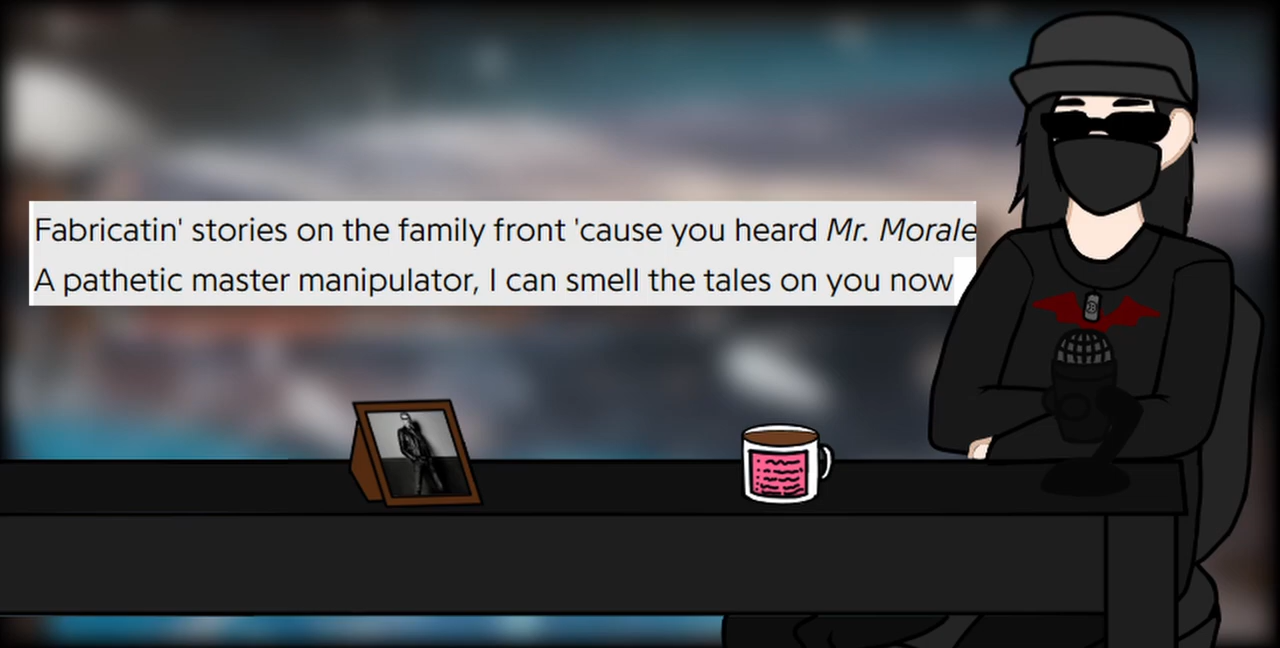 Fabricatin' stories on the family front 'cause you heard Mr. Morale
A pathetic master manipulator, I can smell the tales on you now